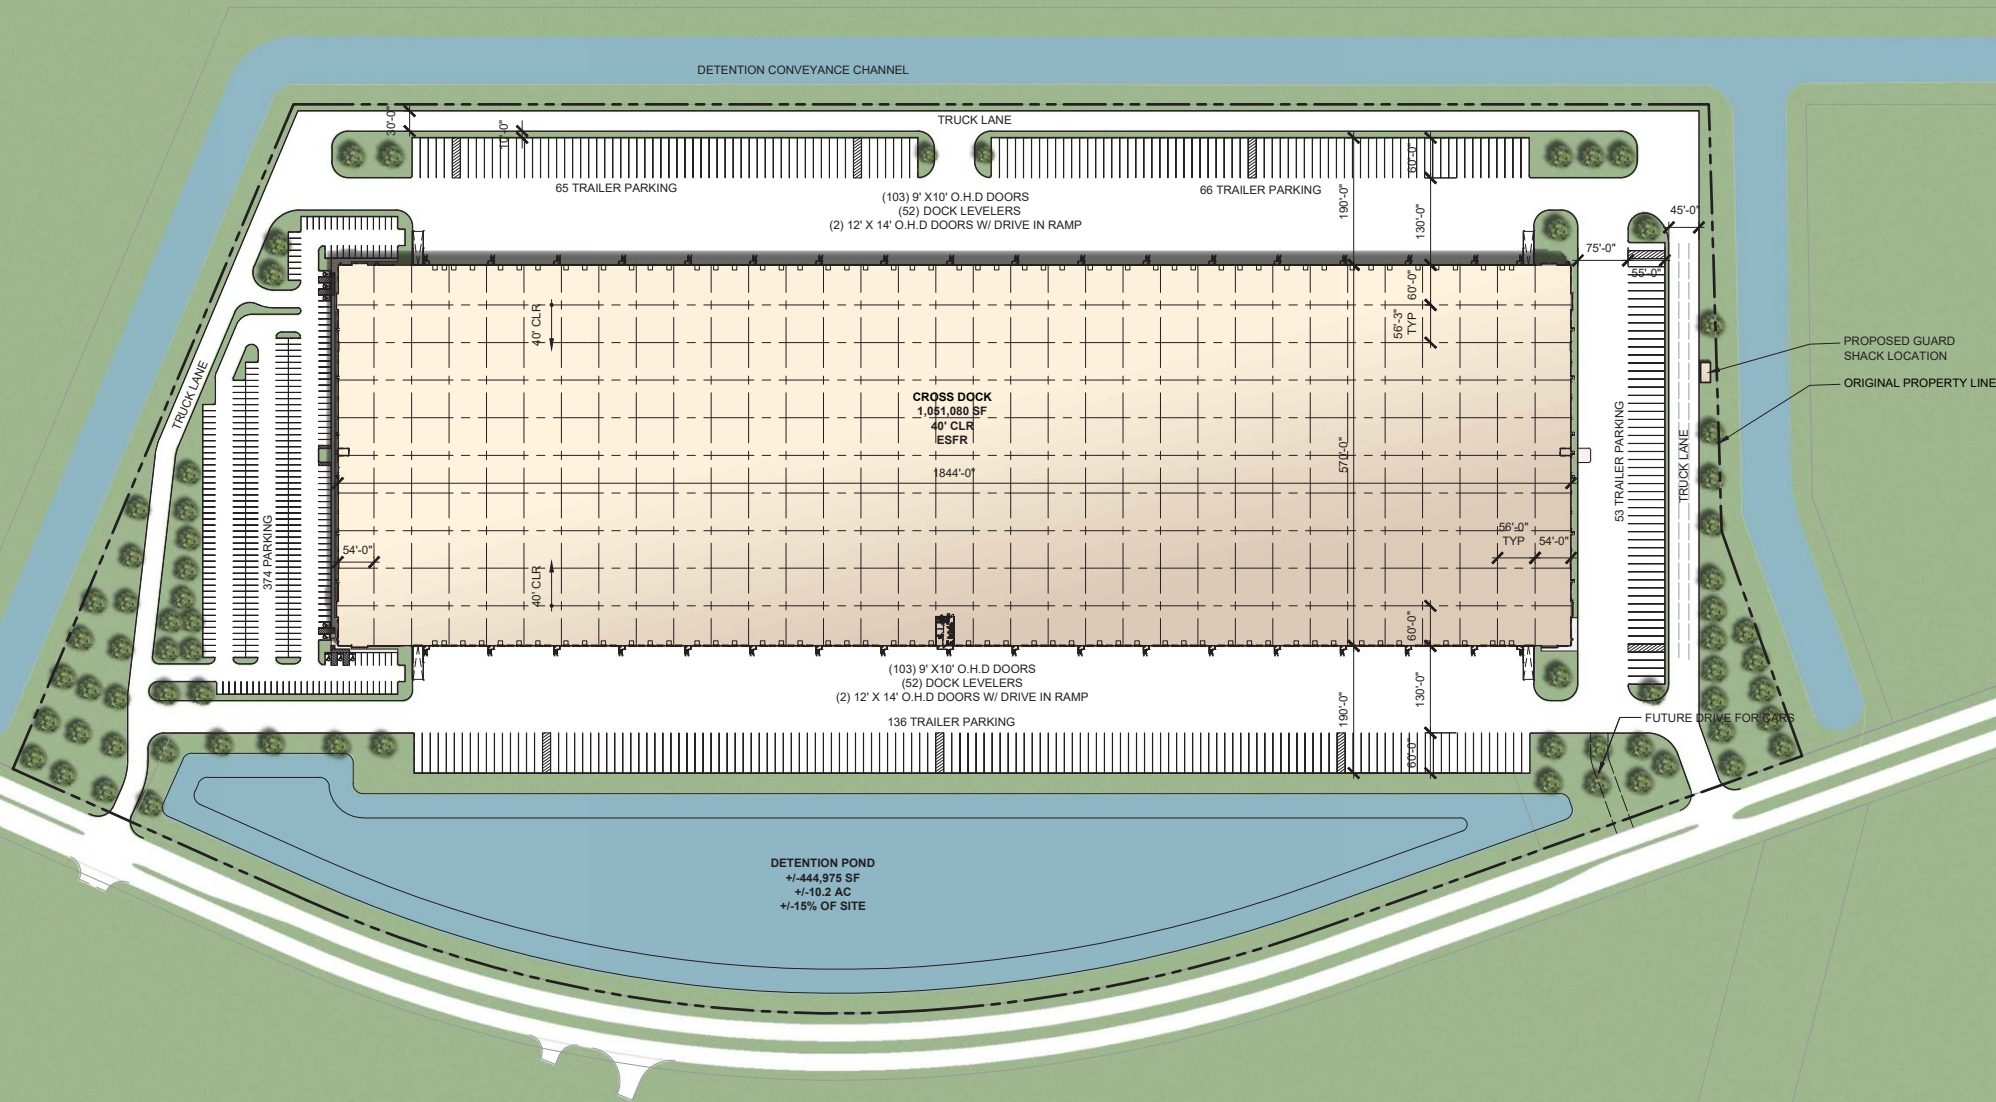 DETENTION CONVEYANCE CHANNEL
30'-0"
10'-0"
TRUCK LANE
65 TRAILER PARKING
66 TRAILER PARKING
(103) 9' X10' O.H.D DOORS
(52) DOCK LEVELERS
(2) 12' X 14' O.H.D DOORS W/ DRIVE IN RAMP
190'-0"
60'-0"
130'-0"
45'-0"
75'-0"
55'-0"
40' CLR
60'-0"
56'-3"
TYP
TRUCK LANE
PROPOSED GUARD
SHACK LOCATION
ORIGINAL PROPERTY LINE
CROSS DOCK
1,051,080 SF
40' CLR
ESFR
1844'-0"
570'-0"
53 TRAILER PARKING
TRUCK LANE
374 PARKING
54'-0"
40' CLR
56'-0"
TYP
54'-0"
60'-0"
(103) 9' X10' O.H.D DOORS
(52) DOCK LEVELERS
(2) 12' X 14' O.H.D DOORS W/ DRIVE IN RAMP
136 TRAILER PARKING
190'-0"
130'-0"
60'-0"
FUTURE DRIVE FOR CARS
DETENTION POND
+/-444,975 SF
+/-10.2 AC
+/-15% OF SITE